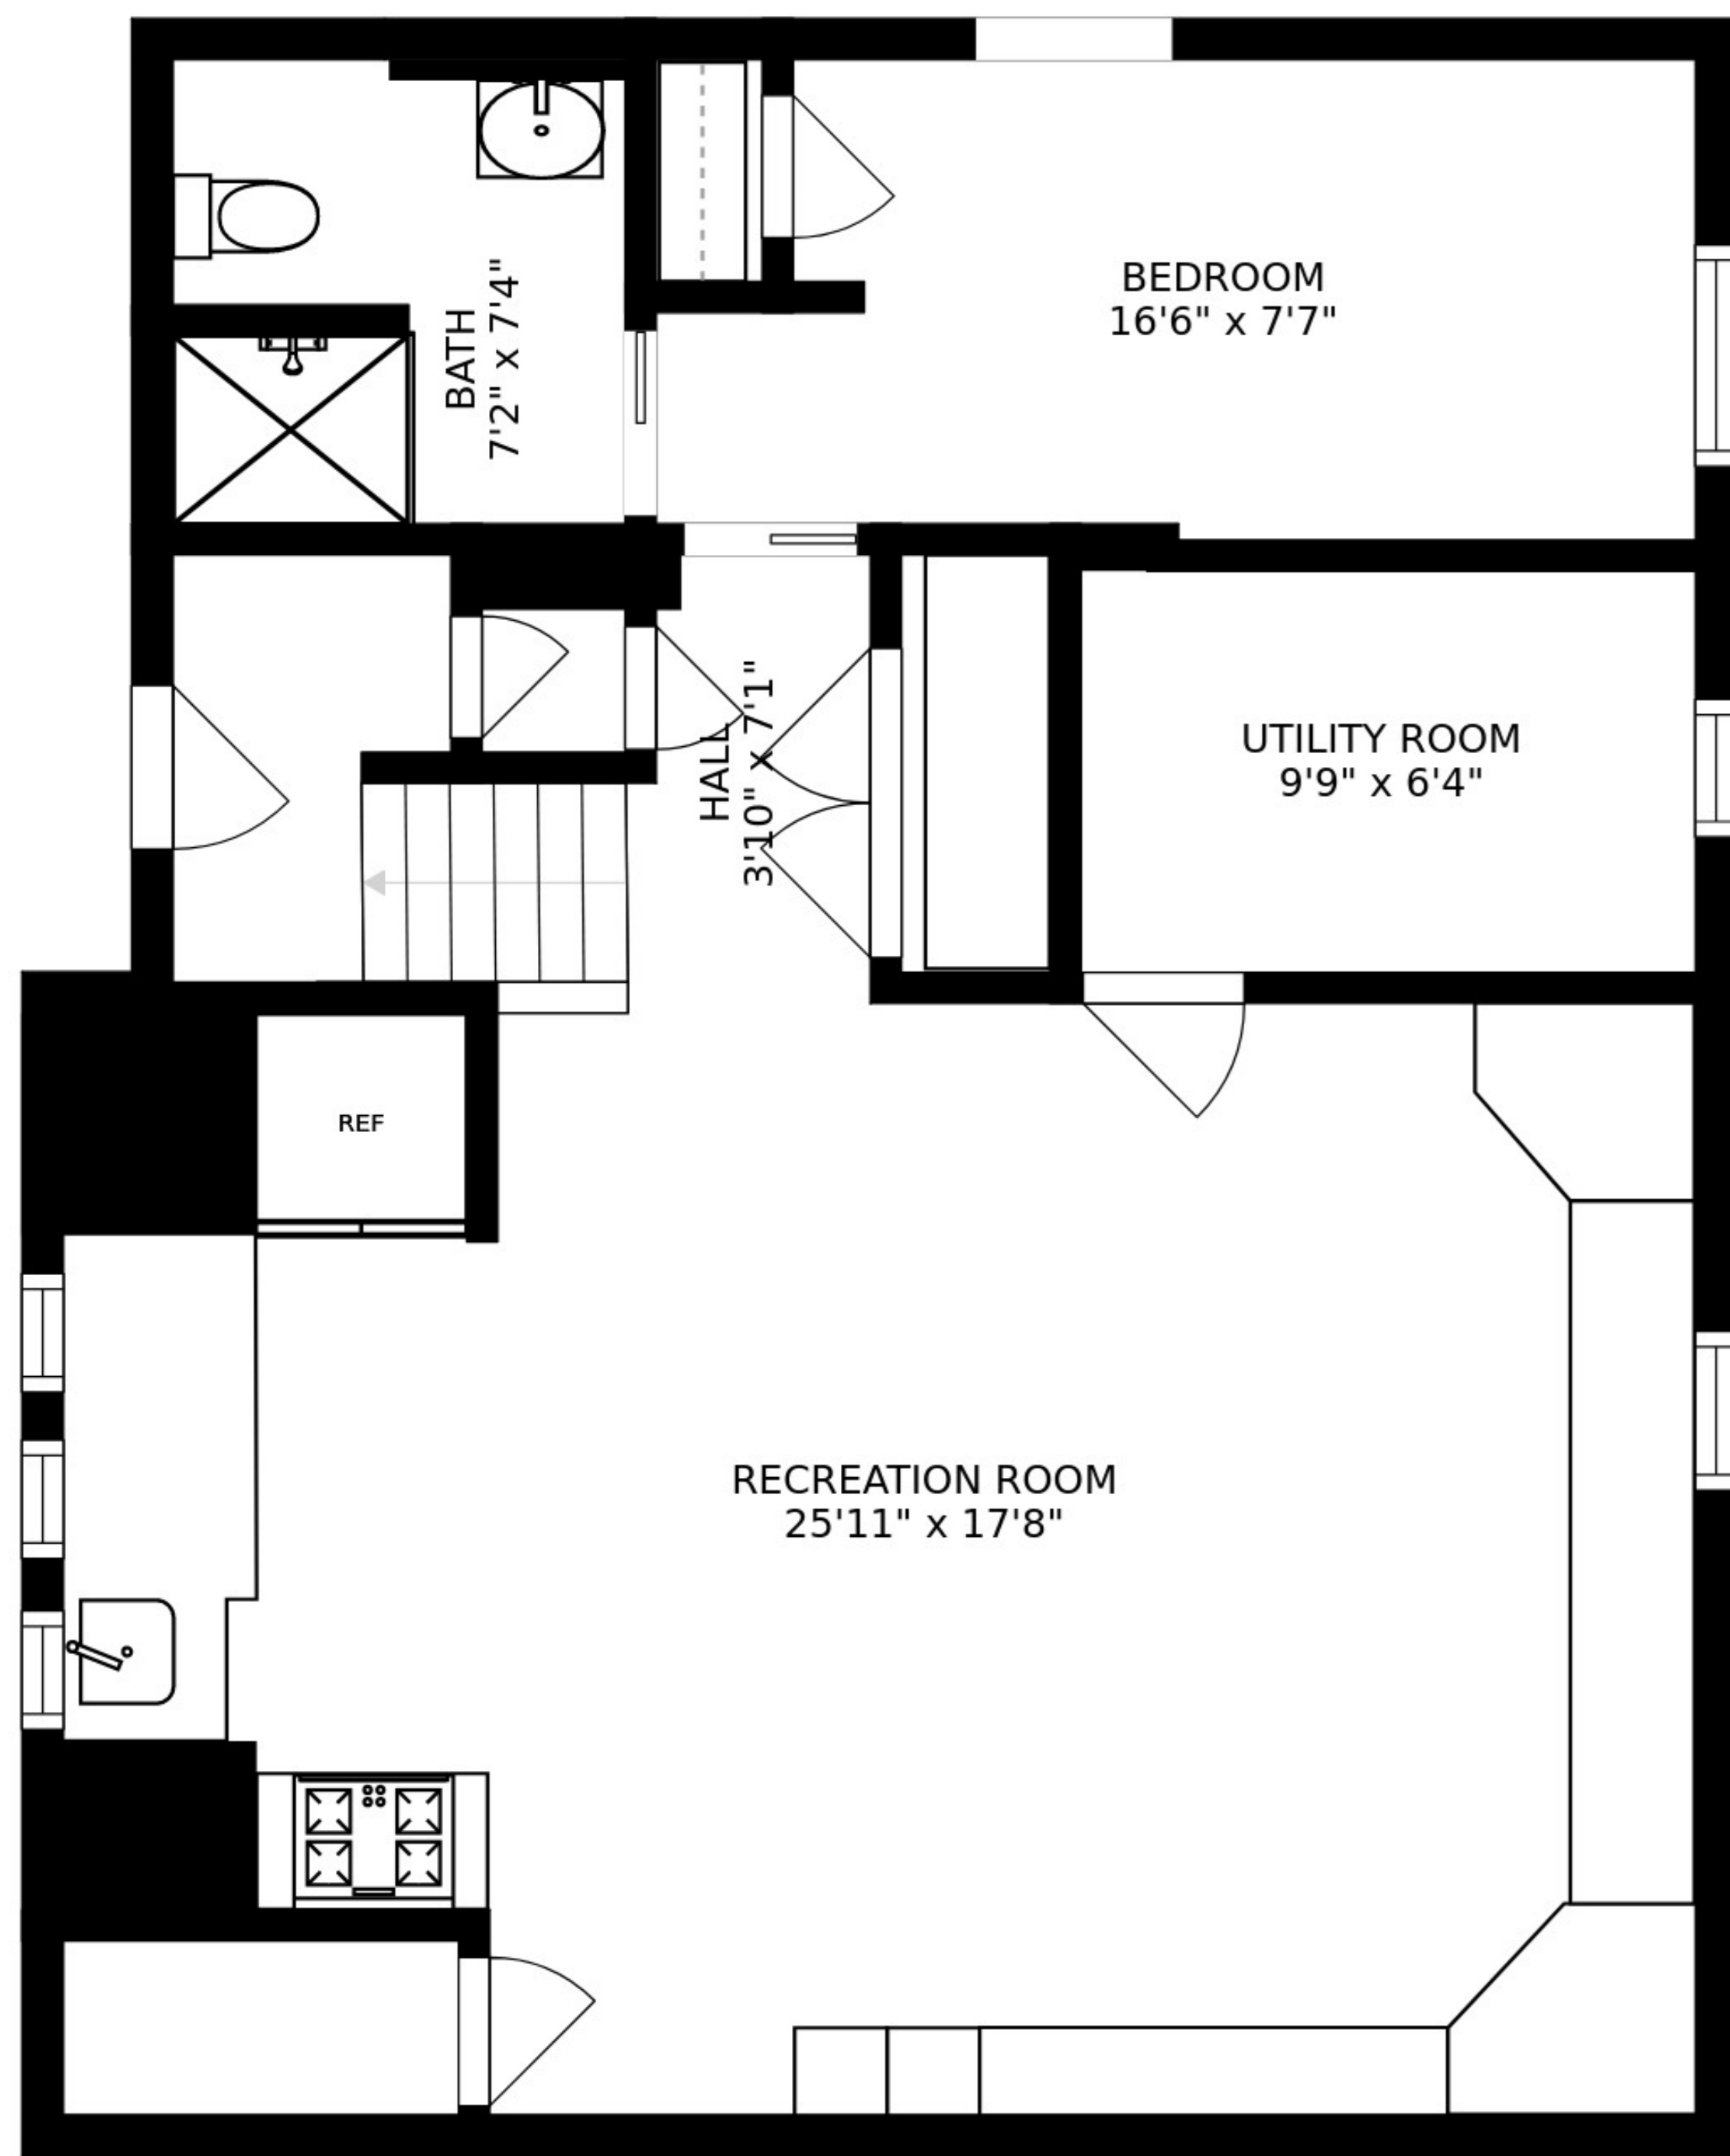 BEDROOM
16'6" x 7'7"
BATH
7'2" x 7'4"
UTILITY ROOM
9'9" x 6'4"
HALL
3'10" x 7'1"
REF
RECREATION ROOM
25'11" x 17'8"